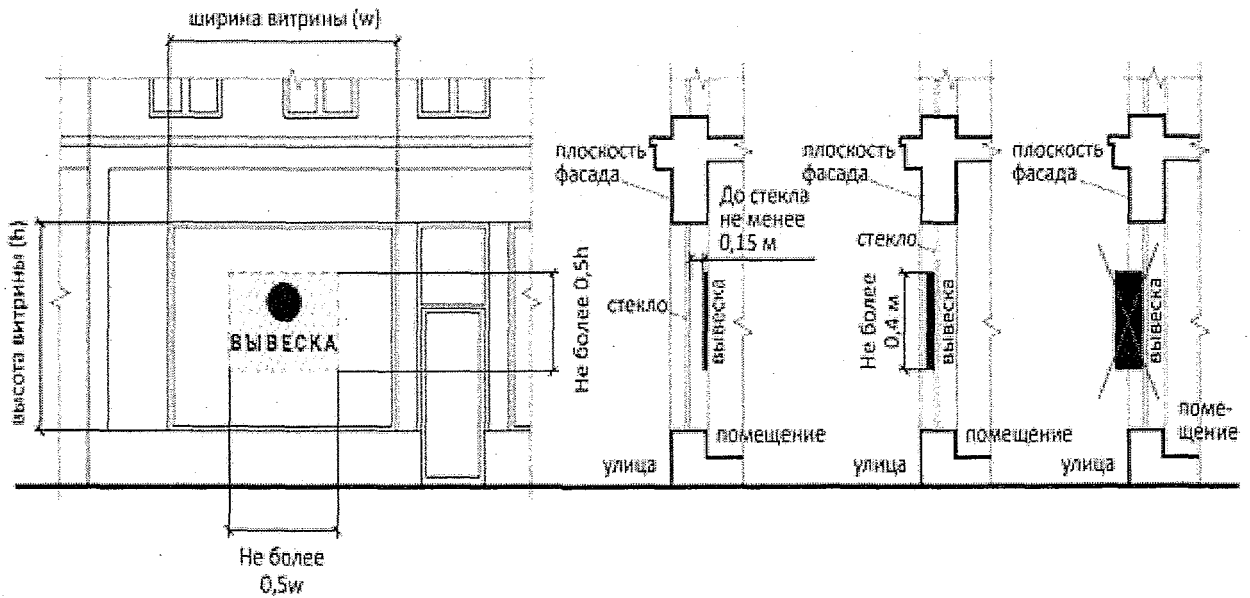 ширина витрины (w)
высота витрины (h)
ВЫВЕСКА
Не более 0,5h
Не более
0,5w
плоскость
фасада
До стекла
не менее
0,15 м
стекло
вывеска
помещение
улица
плоскость
фасада
стекло
Не более
0,4 м
вывеска
помещение
улица
плоскость
фасада
вывеска
поме-
щение
улица